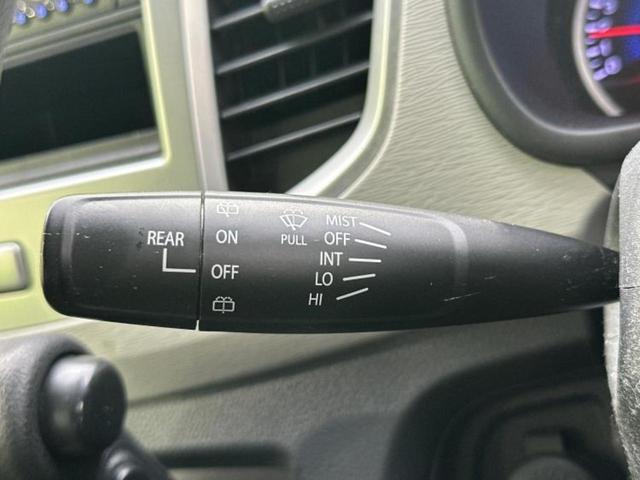 REAR
ON
OFF
PULL
MIST
OFF
INT
LO
HI